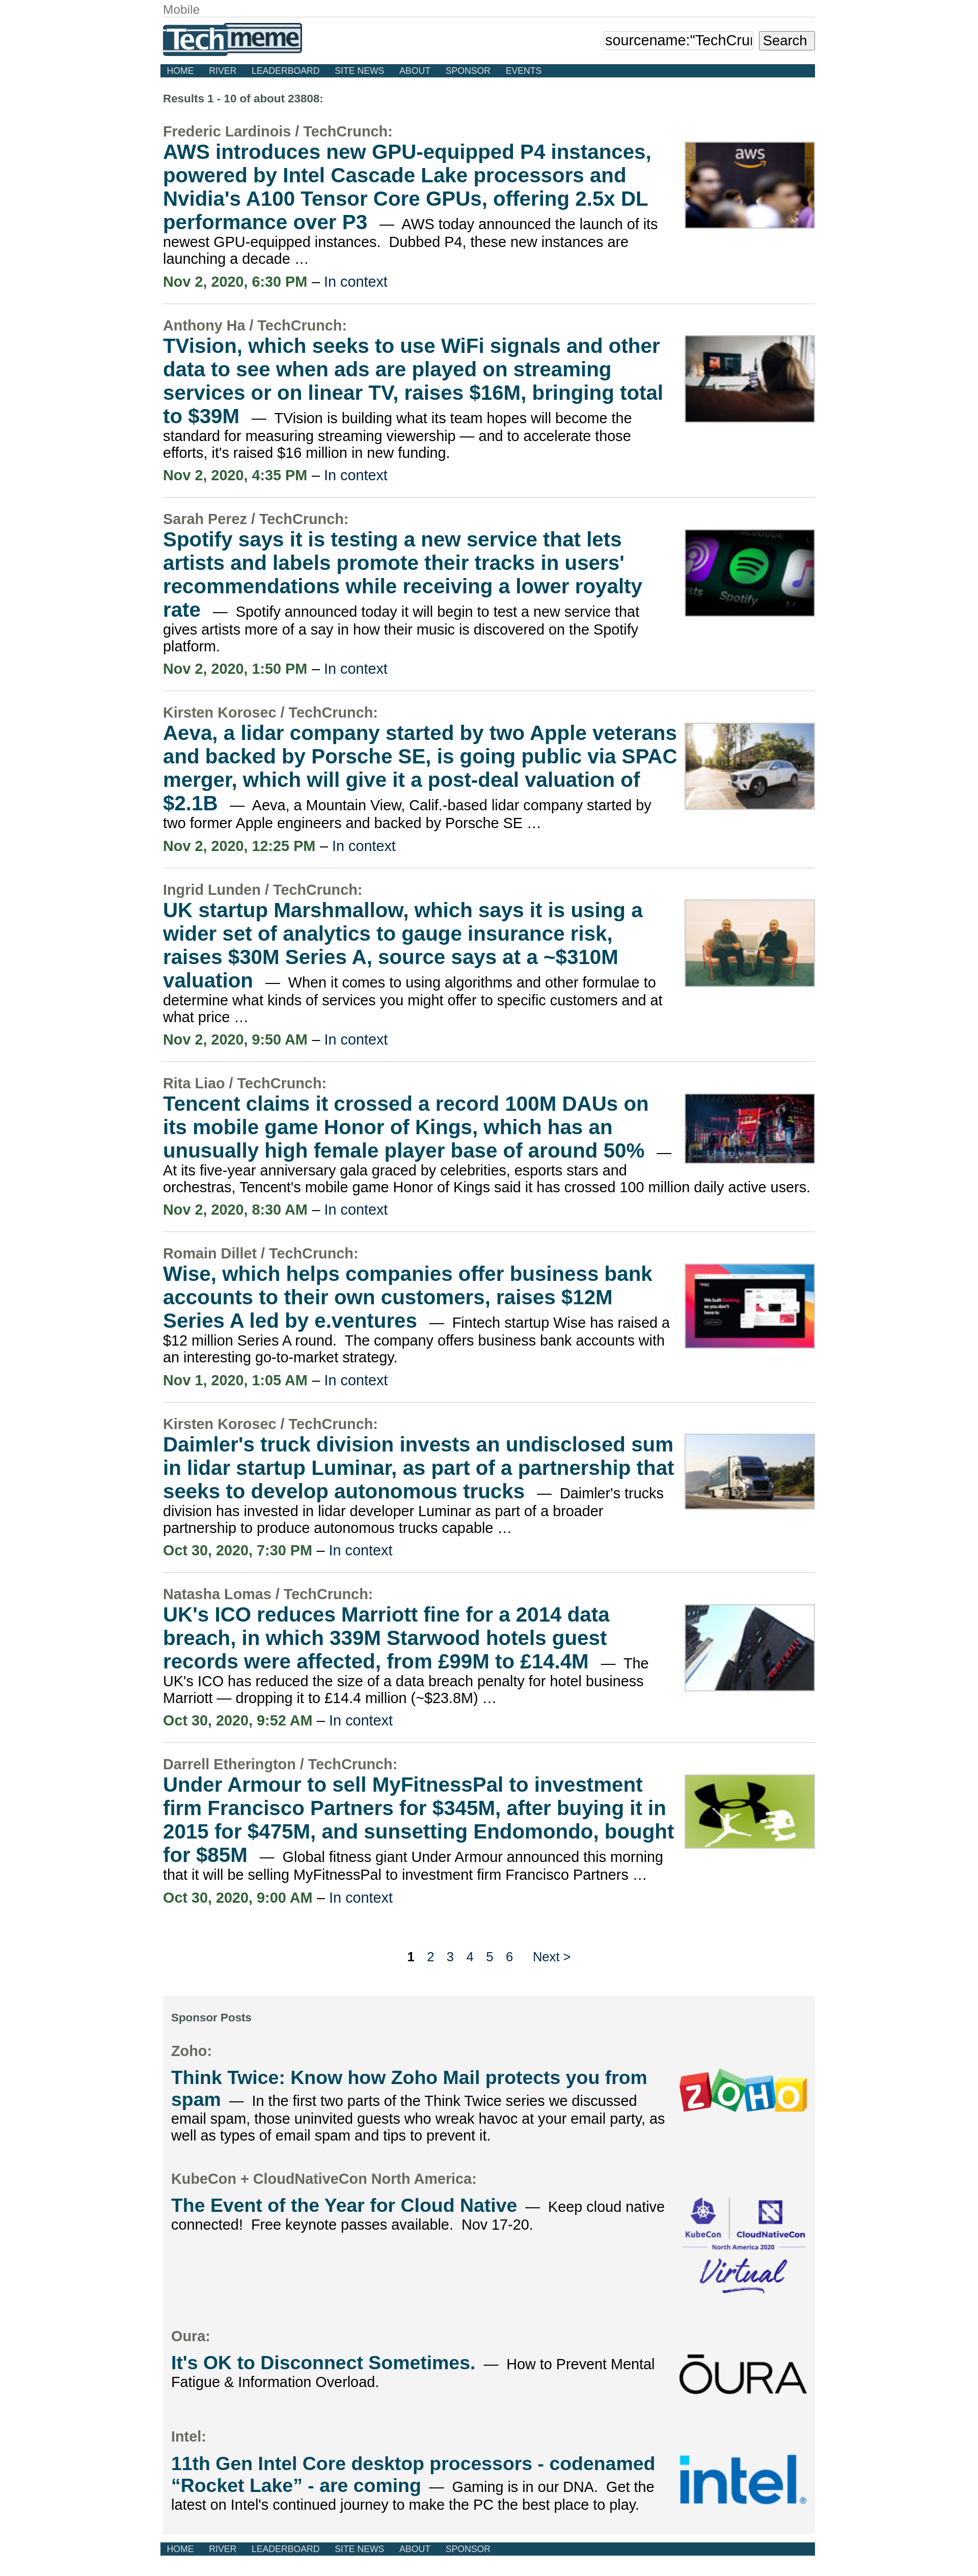 Mobile
Techmeme
sourcename:"TechCru
Search
HOME RIVER LEADERBOARD SITE NEWS ABOUT SPONSOR EVENTS
Results 1 - 10 of about 23808:
Frederic Lardinois / TechCrunch:
AWS introduces new GPU-equipped P4 instances,
powered by Intel Cascade Lake processors and
Nvidia's A100 Tensor Core GPUs, offering 2.5x DL
performance over P3 — AWS today announced the launch of its
newest GPU-equipped instances. Dubbed P4, these new instances are
launching a decade …
Nov 2, 2020, 6:30 PM – In context
aws
Anthony Ha / TechCrunch:
TVision, which seeks to use WiFi signals and other
data to see when ads are played on streaming
services or on linear TV, raises $16M, bringing total
to $39M — TVision is building what its team hopes will become the
standard for measuring streaming viewership — and to accelerate those
efforts, it's raised $16 million in new funding.
Nov 2, 2020, 4:35 PM – In context
Sarah Perez / TechCrunch:
Spotify says it is testing a new service that lets
artists and labels promote their tracks in users'
recommendations while receiving a lower royalty
rate — Spotify announced today it will begin to test a new service that
gives artists more of a say in how their music is discovered on the Spotify
platform.
Nov 2, 2020, 1:50 PM – In context
Spotify
Kirsten Korosec / TechCrunch:
Aeva, a lidar company started by two Apple veterans
and backed by Porsche SE, is going public via SPAC
merger, which will give it a post-deal valuation of
$2.1B — Aeva, a Mountain View, Calif.-based lidar company started by
two former Apple engineers and backed by Porsche SE …
Nov 2, 2020, 12:25 PM – In context
Ingrid Lunden / TechCrunch:
UK startup Marshmallow, which says it is using a
wider set of analytics to gauge insurance risk,
raises $30M Series A, source says at a ~$310M
valuation — When it comes to using algorithms and other formulae to
determine what kinds of services you might offer to specific customers and at
what price …
Nov 2, 2020, 9:50 AM – In context
Rita Liao / TechCrunch:
Tencent claims it crossed a record 100M DAUs on
its mobile game Honor of Kings, which has an
unusually high female player base of around 50% —
At its five-year anniversary gala graced by celebrities, esports stars and
orchestras, Tencent's mobile game Honor of Kings said it has crossed 100 million daily active users.
Nov 2, 2020, 8:30 AM – In context
Romain Dillet / TechCrunch:
Wise, which helps companies offer business bank
accounts to their own customers, raises $12M
Series A led by e.ventures — Fintech startup Wise has raised a
$12 million Series A round. The company offers business bank accounts with
an interesting go-to-market strategy.
Nov 1, 2020, 1:05 AM – In context
We built Banking
so you don't
have to
Kirsten Korosec / TechCrunch:
Daimler's truck division invests an undisclosed sum
in lidar startup Luminar, as part of a partnership that
seeks to develop autonomous trucks — Daimler's trucks
division has invested in lidar developer Luminar as part of a broader
partnership to produce autonomous trucks capable …
Oct 30, 2020, 7:30 PM – In context
Natasha Lomas / TechCrunch:
UK's ICO reduces Marriott fine for a 2014 data
breach, in which 339M Starwood hotels guest
records were affected, from £99M to £14.4M — The
UK's ICO has reduced the size of a data breach penalty for hotel business
Marriott — dropping it to £14.4 million (~$23.8M) …
Oct 30, 2020, 9:52 AM – In context
Darrell Etherington / TechCrunch:
Under Armour to sell MyFitnessPal to investment
firm Francisco Partners for $345M, after buying it in
2015 for $475M, and sunsetting Endomondo, bought
for $85M — Global fitness giant Under Armour announced this morning
that it will be selling MyFitnessPal to investment firm Francisco Partners …
Oct 30, 2020, 9:00 AM – In context
1 2 3 4 5 6 Next >
Sponsor Posts
Zoho:
Think Twice: Know how Zoho Mail protects you from
spam — In the first two parts of the Think Twice series we discussed
email spam, those uninvited guests who wreak havoc at your email party, as
well as types of email spam and tips to prevent it.
ZOHO
KubeCon + CloudNativeCon North America:
The Event of the Year for Cloud Native — Keep cloud native
connected! Free keynote passes available. Nov 17-20.
KubeCon CloudNativeCon
North America 2020
Virtual
Oura:
It's OK to Disconnect Sometimes. — How to Prevent Mental
Fatigue & Information Overload.
ŌURA
Intel:
11th Gen Intel Core desktop processors - codenamed
“Rocket Lake” - are coming — Gaming is in our DNA. Get the
latest on Intel's continued journey to make the PC the best place to play.
intel®
HOME RIVER LEADERBOARD SITE NEWS ABOUT SPONSOR